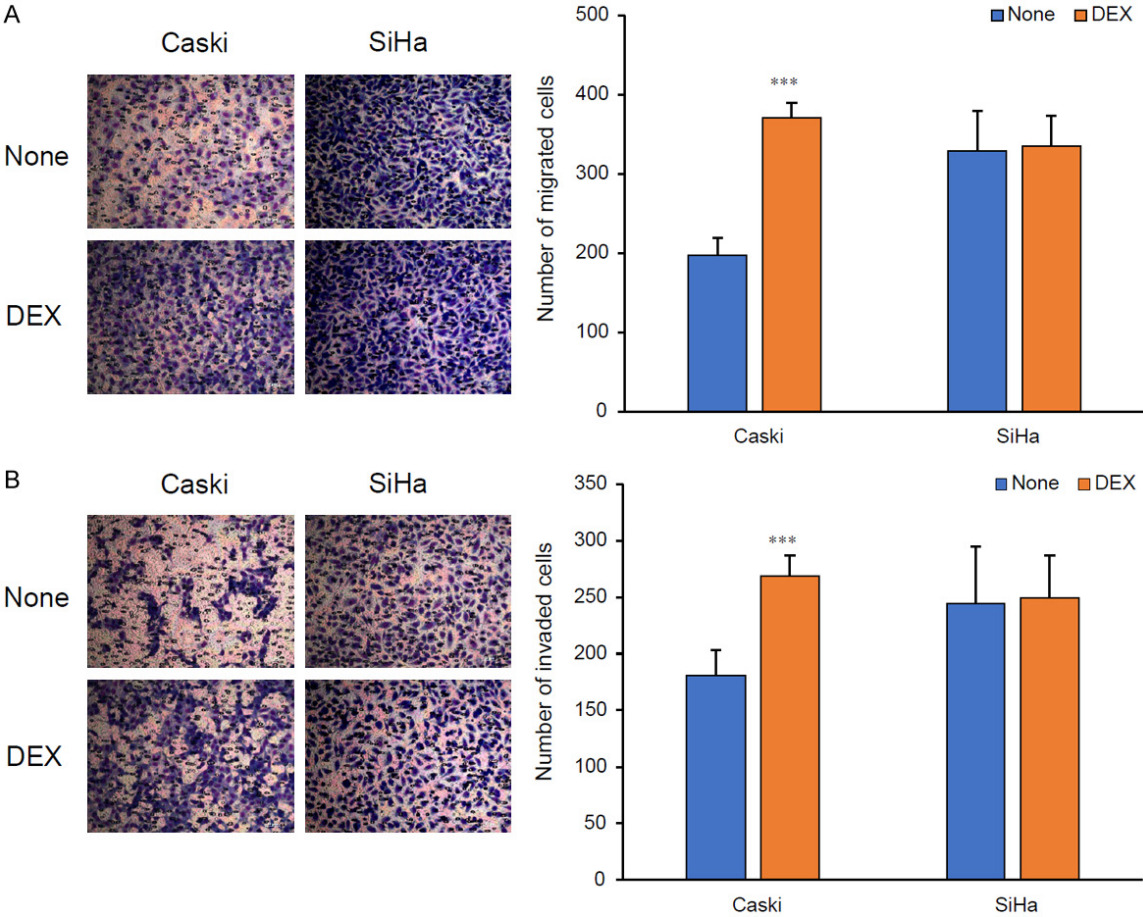 A
Caski SiHa
None
DEX
None DEX
Number of migrated cells
500
400
300
200
100
0
***
Caski SiHa
B
Caski SiHa
None
DEX
None DEX
Number of invaded cells
350
300
250
200
150
100
50
0
***
Caski SiHa